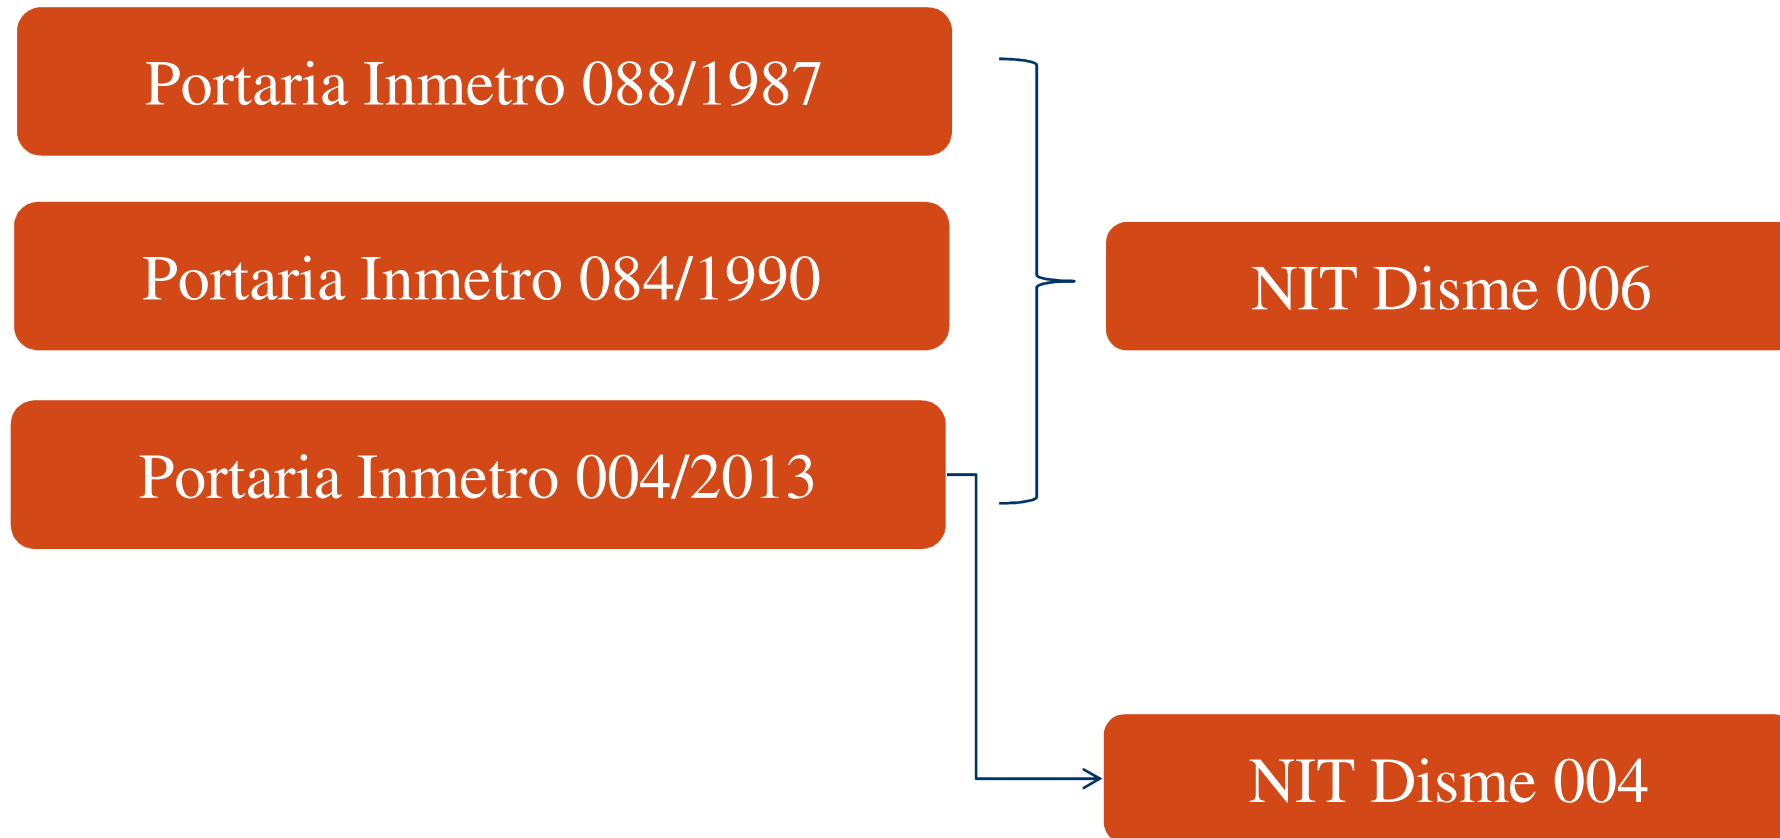 Portaria Inmetro 088/1987
Portaria Inmetro 084/1990
NIT Disme 006
Portaria Inmetro 004/2013
NIT Disme 004